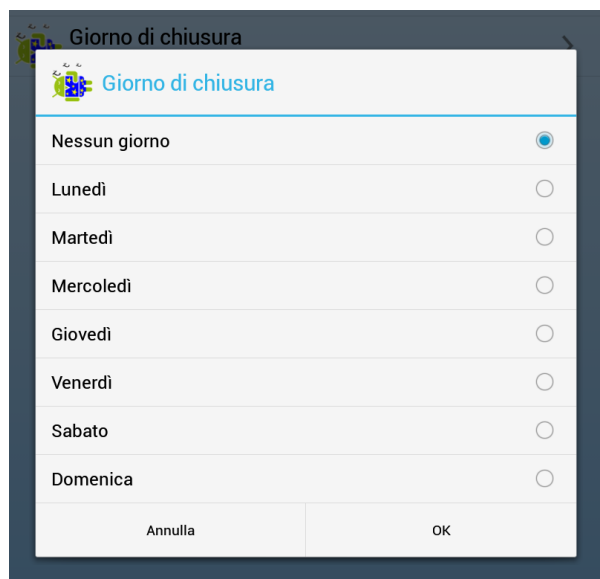 Giorno di chiusura
Giorno di chiusura
Nessun giorno
Lunedì
Martedì
Mercoledì
Giovedì
Venerdì
Sabato
Domenica
Annulla
OK